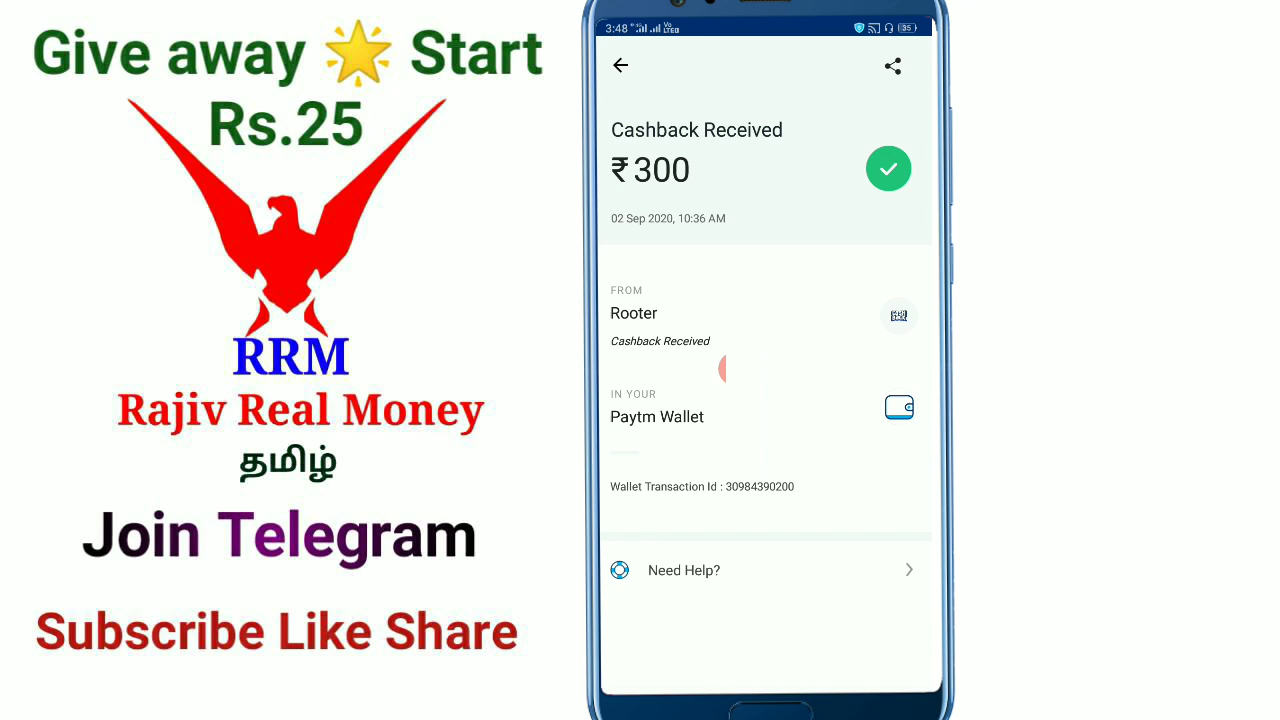 Give away 🌟 Start
Rs.25
RRM
Rajiv Real Money
தமிழ்
Join Telegram
Subscribe Like Share
3:48
Cashback Received
₹300
02 Sep 2020, 10:36 AM
FROM
Rooter
Cashback Received
IN YOUR
Paytm Wallet
Wallet Transaction Id : 30984390200
Need Help?